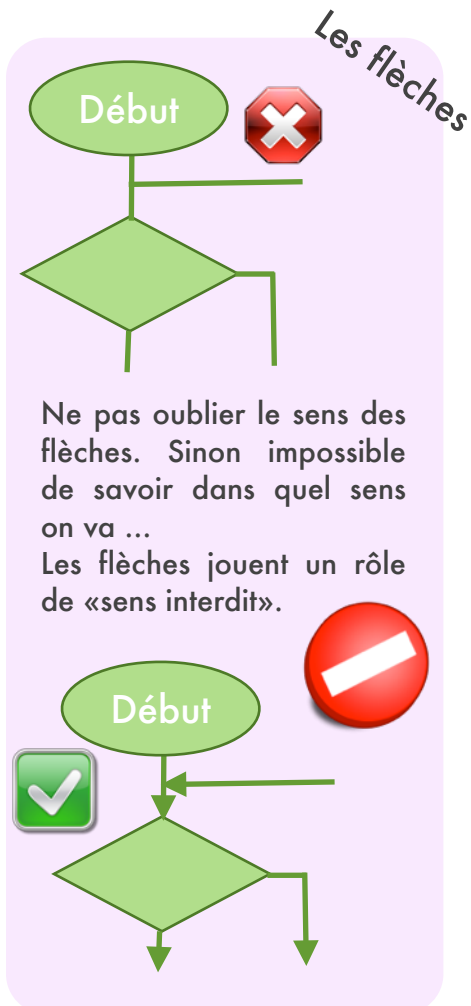 Les flèches
Début
Ne pas oublier le sens des
flèches. Sinon impossible
de savoir dans quel sens
on va ...
Les flèches jouent un rôle
de «sens interdit».
Début